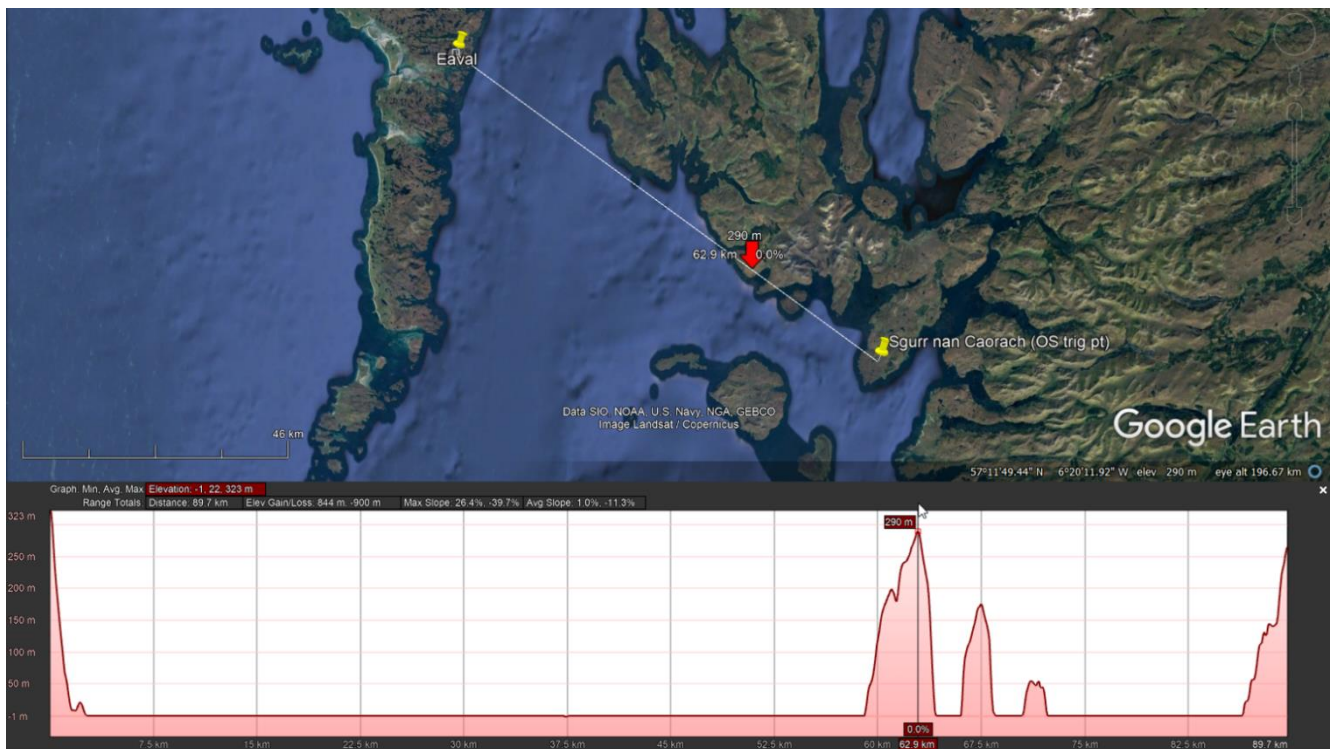 Eaval
290 m
62.9 km 0.0%
Sgurr nan Caorach (OS trig pt)
Data SIO, NOAA, U.S. Navy, NGA, GEBCO
Image Landsat / Copernicus
Google Earth
46 km
57°11'49.44" N 6°20'11.92" W elev 290 m eye alt 196.67 km
Graph: Min, Avg, Max Elevation: -1, 22, 323 m
Range Totals Distance: 89.7 km Elev Gain/Loss: 844 m, -900 m Max Slope: 26.4%, -39.7% Avg Slope: 1.0%, -11.3%
323 m
290 m
250 m
200 m
150 m
100 m
50 m
-1 m
0.0%
7.5 km 15 km 22.5 km 30 km 37.5 km 45 km 52.5 km 60 km 62.9 km 67.5 km 75 km 82.5 km 89.7 km